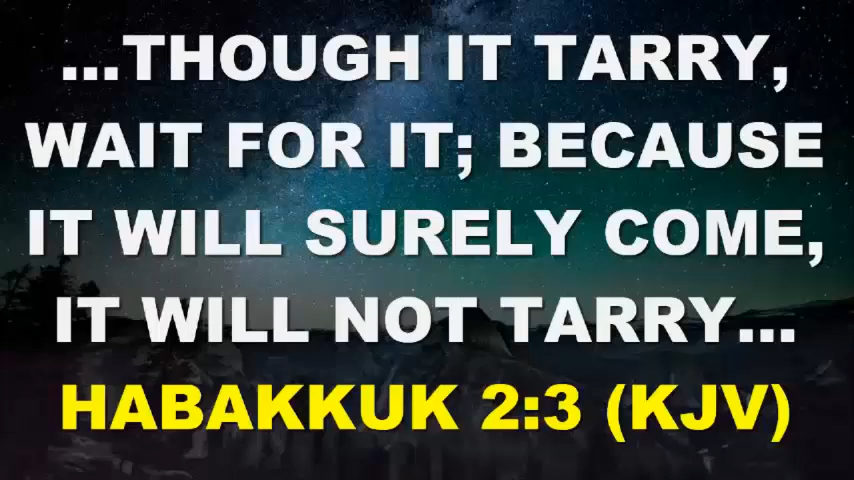 ...THOUGH IT TARRY,
WAIT FOR IT; BECAUSE
IT WILL SURELY COME,
IT WILL NOT TARRY...
HABAKKUK 2:3 (KJV)